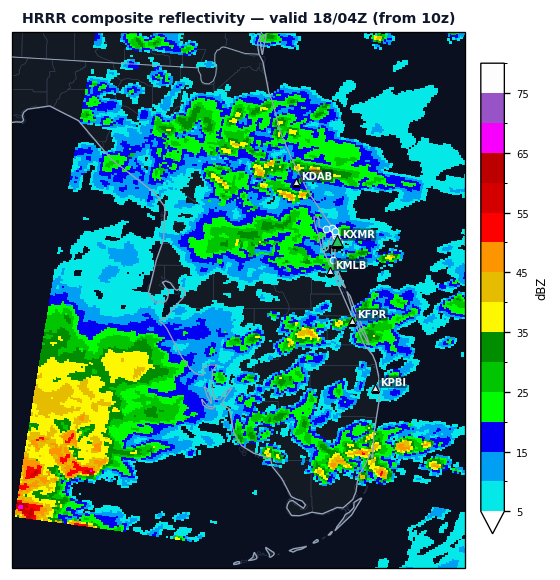 HRRR composite reflectivity — valid 18/04Z (from 10z)
KDAB
KXMR
KMLB
KFPR
KPBI
75
65
55
45
35
25
15
5
dBZ